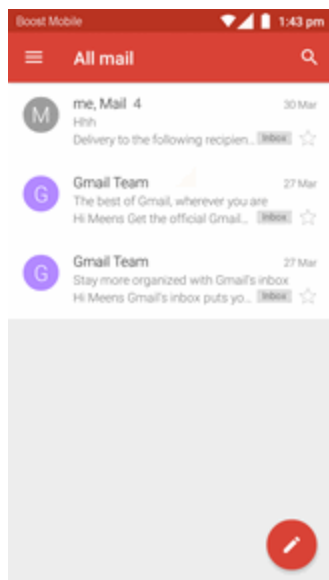 Boost Mobile 1:43 pm
All mail
M me, Mail 4 30 Mar
Hhh
Delivery to the following recipien... Inbox
G Gmail Team 27 Mar
The best of Gmail, wherever you are
Hi Meens Get the official Gmail... Inbox
G Gmail Team 27 Mar
Stay more organized with Gmail's inbox
Hi Meens Gmail's inbox puts yo... Inbox